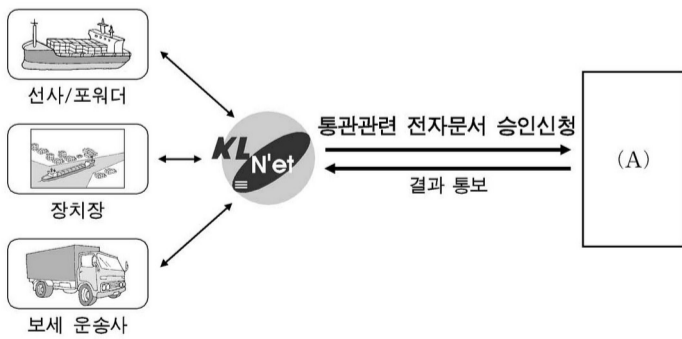 선사/포워더
장치장
보세 운송사
KL
N'et
통관관련 전자문서 승인신청
결과 통보
(A)